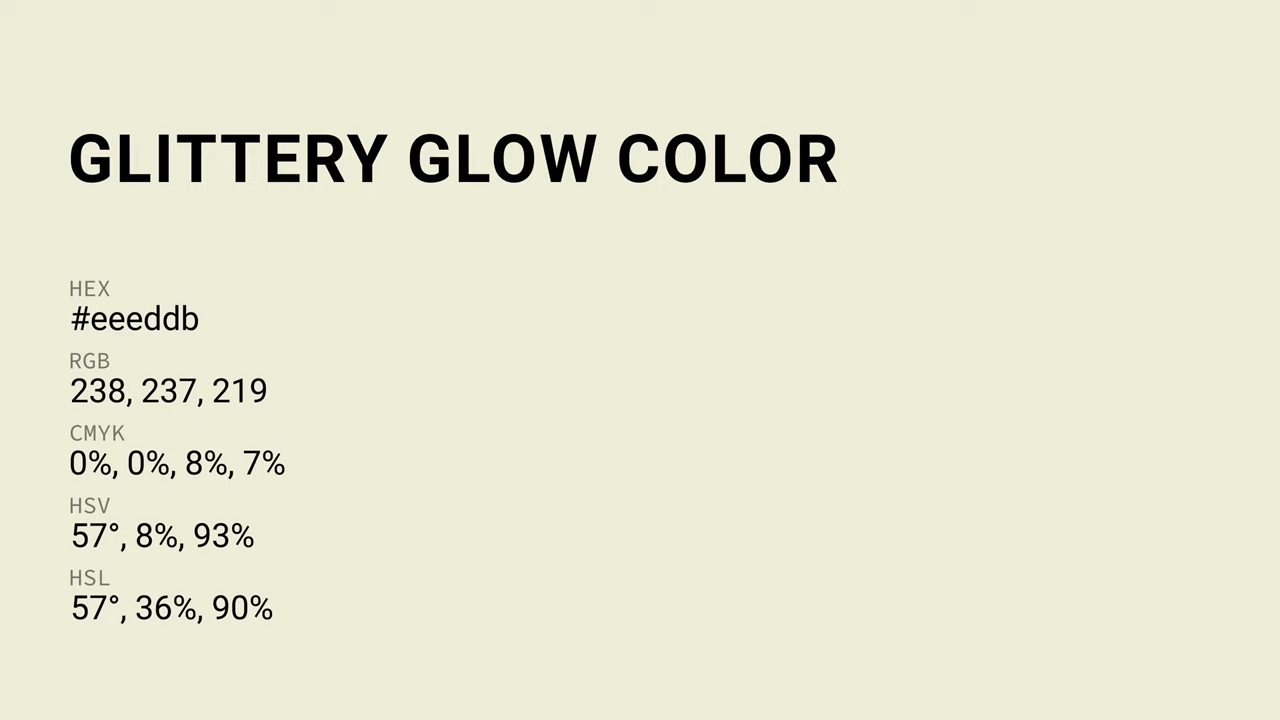 GLITTERY GLOW COLOR
HEX
#eeeddb
RGB
238, 237, 219
CMYK
0%, 0%, 8%, 7%
HSV
57°, 8%, 93%
HSL
57°, 36%, 90%